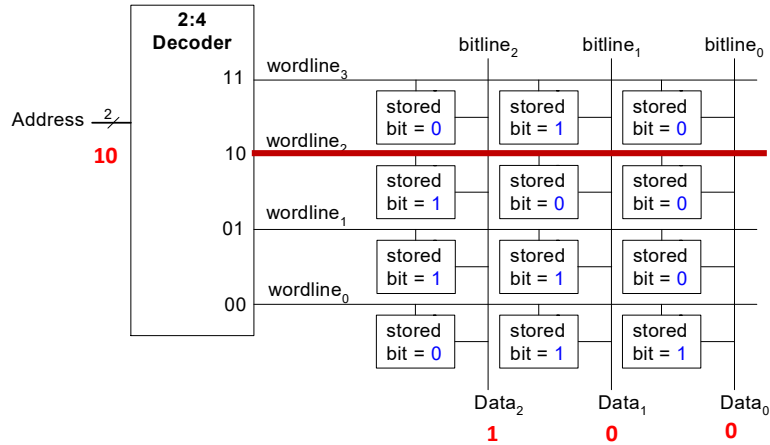 2:4
Decoder
bitline₂ bitline₁ bitline₀
wordline₃
11
stored stored stored
bit = 0 bit = 1 bit = 0
Address 2
10
wordline₂
10
stored stored stored
bit = 1 bit = 0 bit = 0
01
wordline₁
stored stored stored
bit = 1 bit = 1 bit = 0
00
wordline₀
stored stored stored
bit = 0 bit = 1 bit = 1
Data₂ Data₁ Data₀
1 0 0